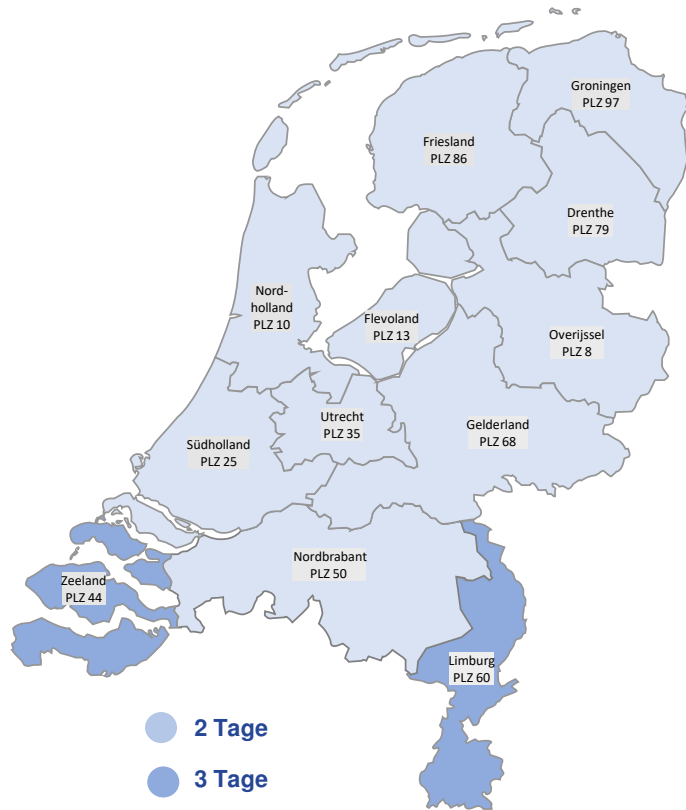 Groningen
PLZ 97
Friesland
PLZ 86
Drenthe
PLZ 79
Nord-
holland
PLZ 10
Flevoland
PLZ 13
Overijssel
PLZ 8
Utrecht
PLZ 35
Gelderland
PLZ 68
Südholland
PLZ 25
Nordbrabant
PLZ 50
Zeeland
PLZ 44
Limburg
PLZ 60
2 Tage
3 Tage